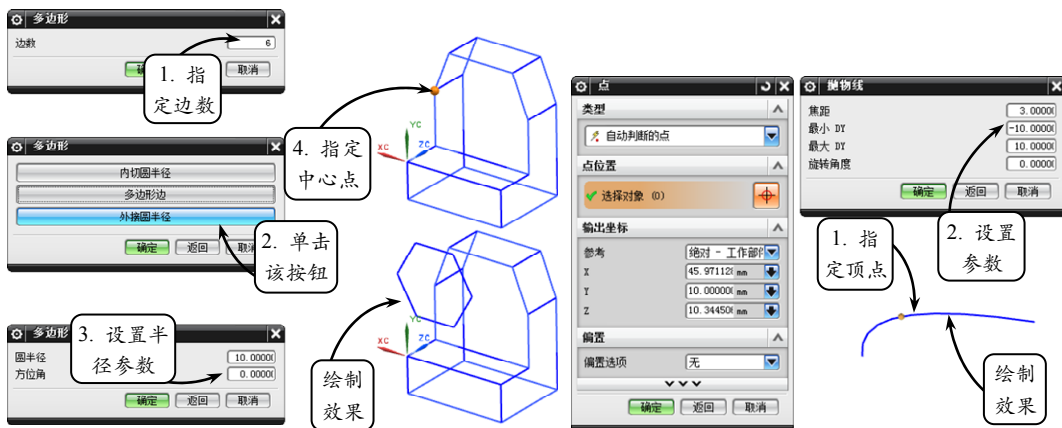 多边形
边数 6
确 取消
1. 指
定边数
多边形
内切圆半径
多边形边
外接圆半径
确定 返回 取消
2. 单击
该按钮
多边形
圆半径 10.0000
方位角 0.0000
确定 返回 取消
3. 设置半
径参数
4. 指定
中心点
XC YC ZC
XC YC ZC
绘制
效果
点
类型
自动判断的点
点位置
选择对象 (0)
输出坐标
参考 绝对 - 工作部件
X 45.971120 mm
Y 10.000000 mm
Z 10.344508 mm
偏置
偏置选项 无
确定 返回 取消
抛物线
焦距 3.0000
最小 DY -10.0000
最大 DY 10.0000
旋转角度 0.0000
确定 返回 取消
1. 指
定顶点
2. 设置
参数
绘制
效果